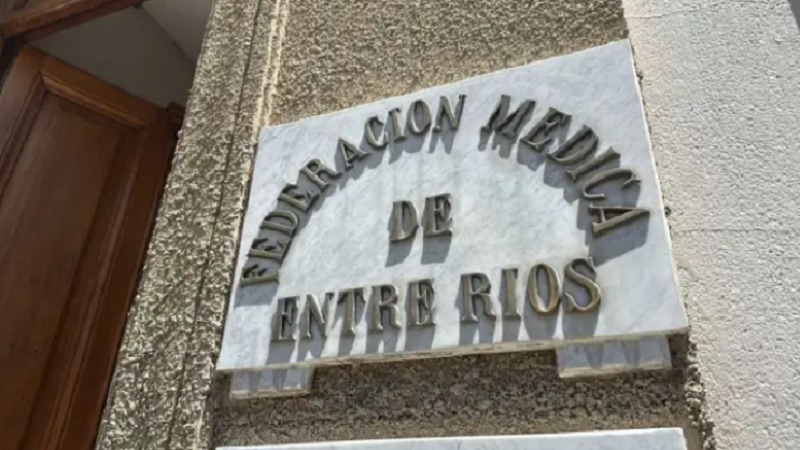 FEDERACION MEDICA
DE
ENTRE RIOS